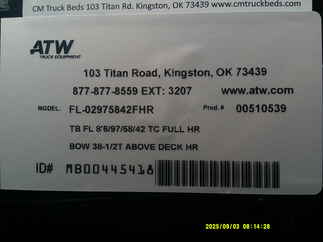 CM Truck Beds 103 Titan Rd. Kingston, OK 73439
www.cmtruckbeds.com
ATW
TRUCK EQUIPMENT
103 Titan Road, Kingston, OK 73439
877-877-8559 EXT: 3207 www.atw.com
MODEL: FL-02975842FHR Prod.# 00510539
TB FL 8'6/97/58/42 TC FULL HR
BOW 38-1/2T ABOVE DECK HR
ID# MB00445418
2025/09/03 08:14:28